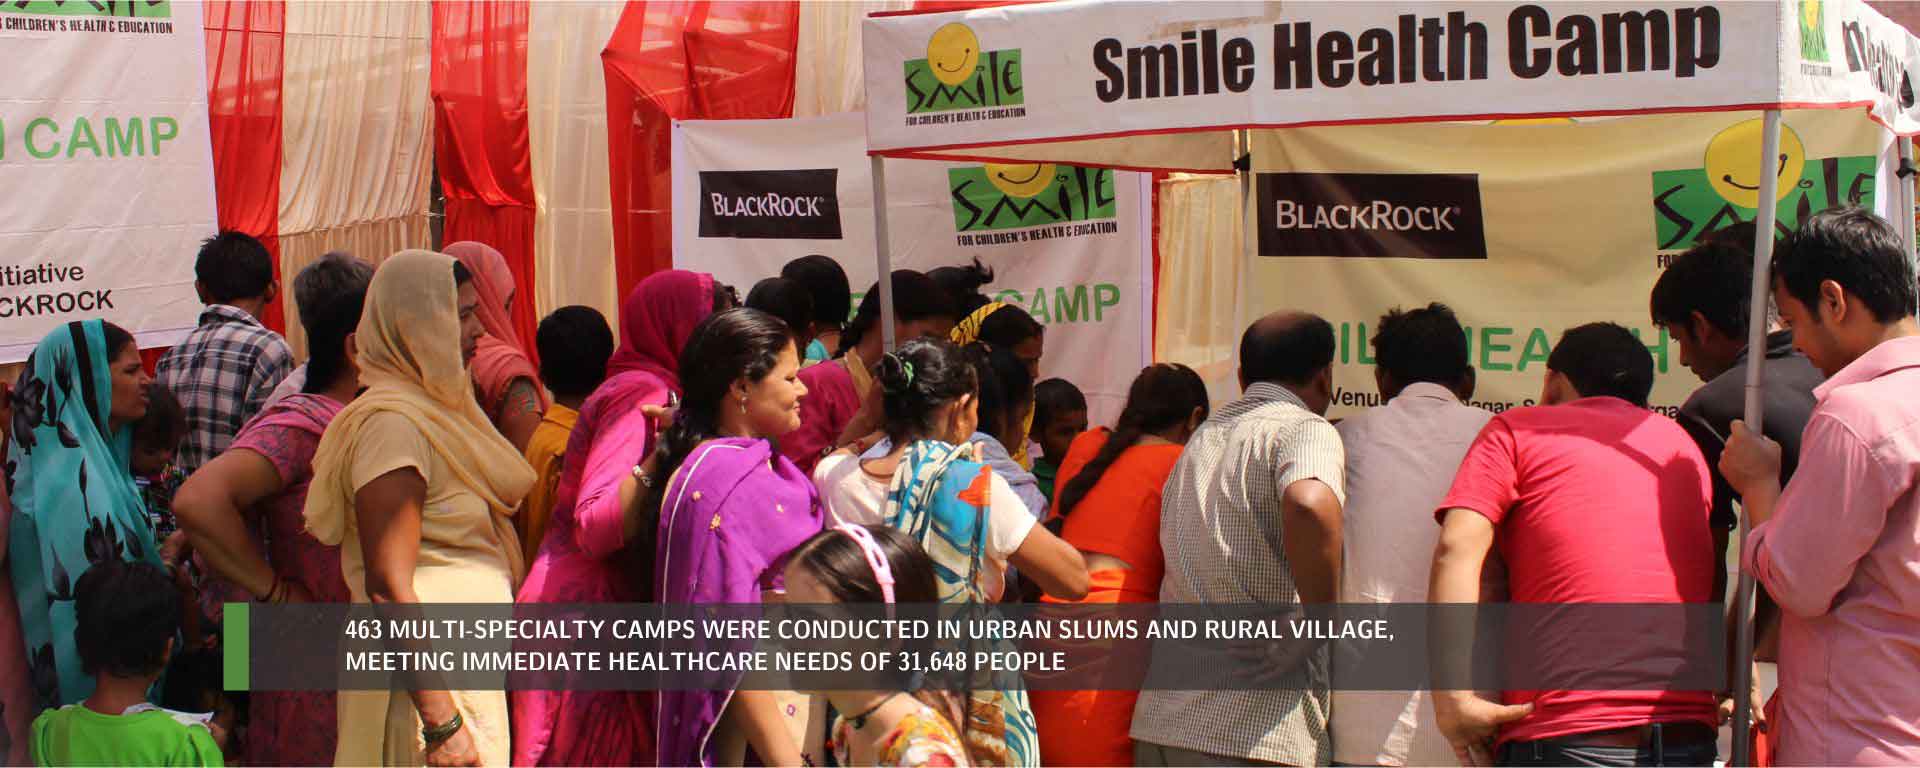 CHILDREN'S HEALTH & EDUCATION
CAMP
CKROCK
SMILE
FOR CHILDREN'S HEALTH & EDUCATION
Smile Health Camp
BLACKROCK®
SMILE
FOR CHILDREN'S HEALTH & EDUCATION
CAMP
BLACKROCK®
SMILE
463 MULTI-SPECIALTY CAMPS WERE CONDUCTED IN URBAN SLUMS AND RURAL VILLAGE,
MEETING IMMEDIATE HEALTHCARE NEEDS OF 31,648 PEOPLE